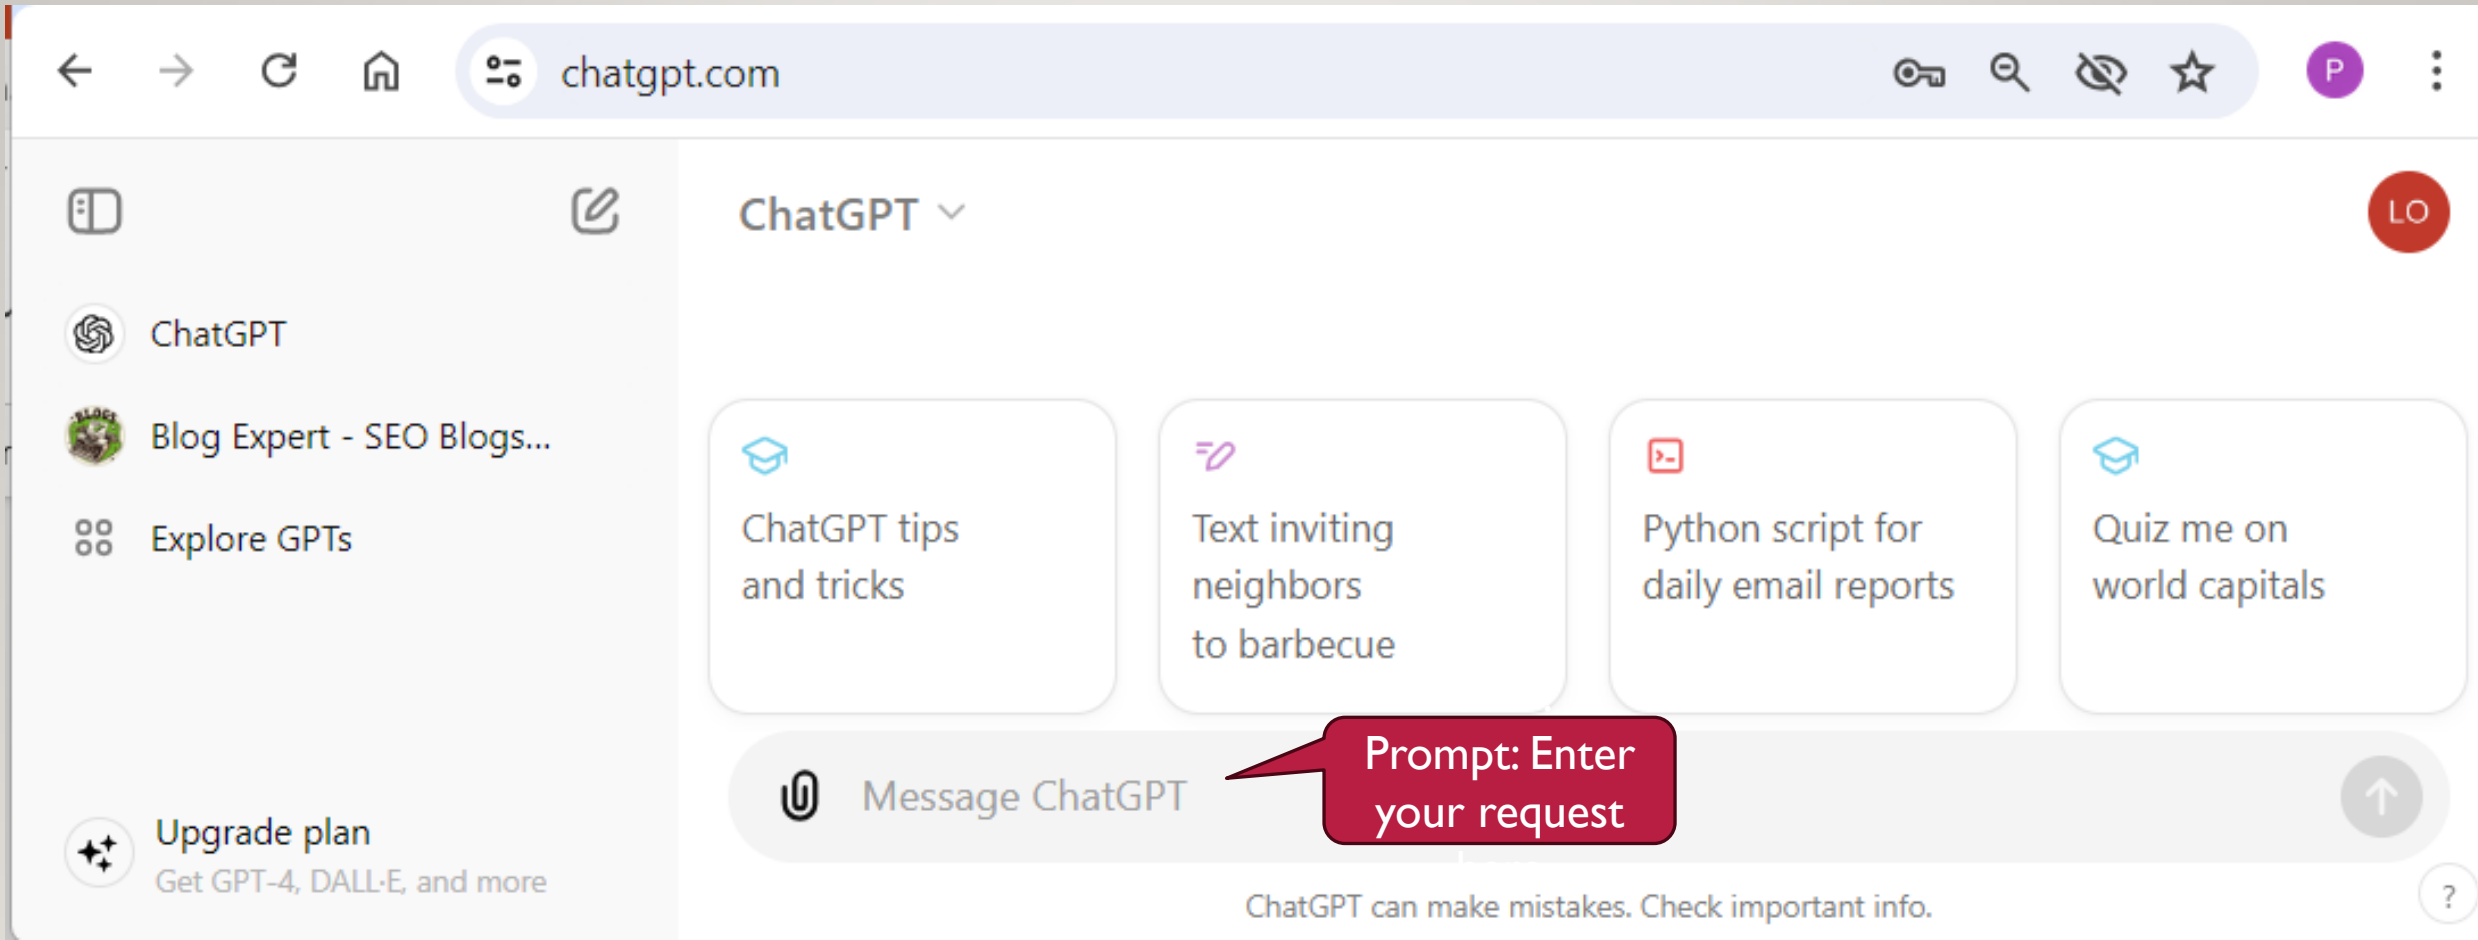 chatgpt.com
P
ChatGPT
LO
ChatGPT
Blog Expert - SEO Blogs...
Explore GPTs
Upgrade plan
Get GPT-4, DALL·E, and more
ChatGPT tips
and tricks
Text inviting
neighbors
to barbecue
Python script for
daily email reports
Quiz me on
world capitals
Message ChatGPT
Prompt: Enter
your request
ChatGPT can make mistakes. Check important info.
?